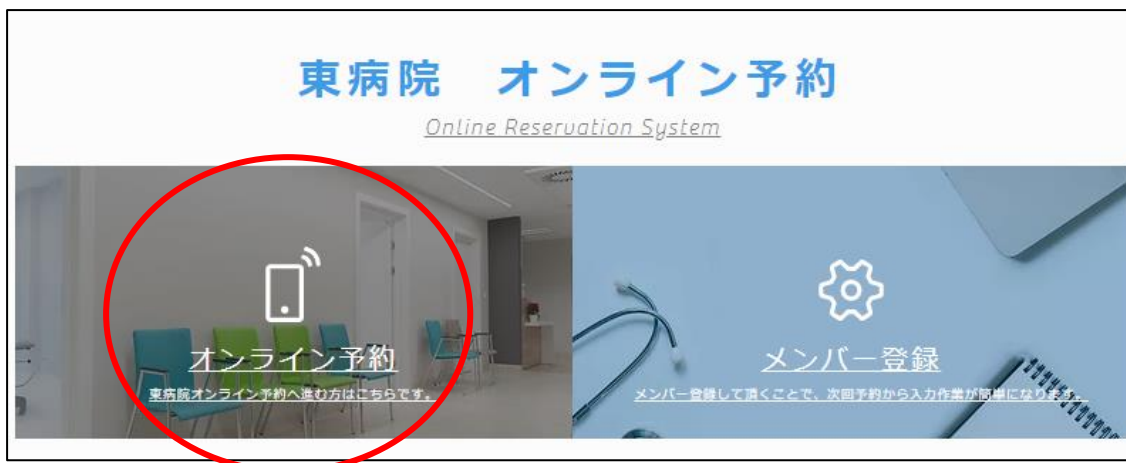 東病院　オンライン予約
Online Reservation System
オンライン予約
東病院オンライン予約へ進む方はこちらです。
メンバー登録
メンバー登録して頂くことで、次回予約から入力作業が簡単になります。